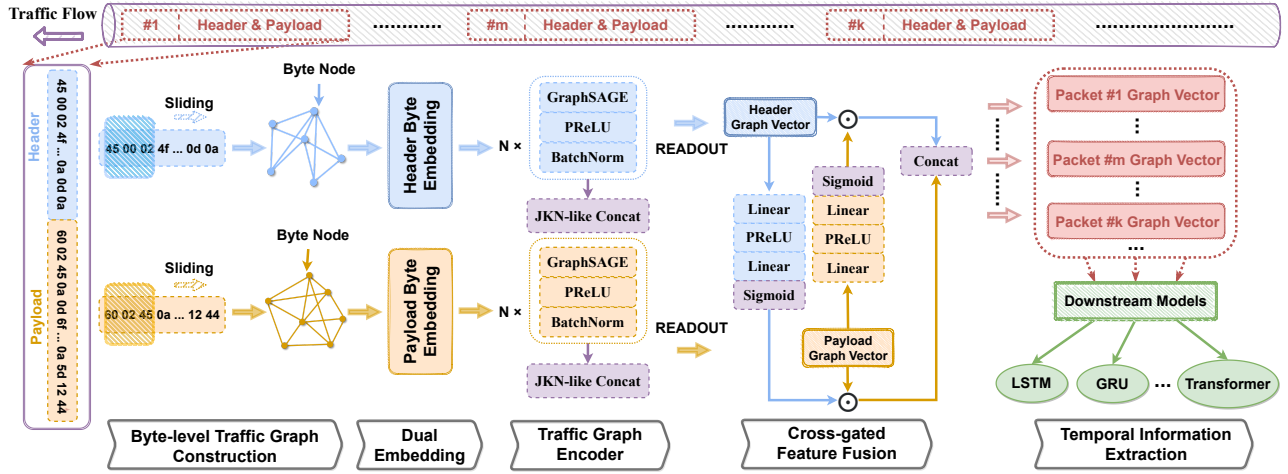 Traffic Flow
#1 Header & Payload
#m Header & Payload
#k Header & Payload
Header
45 00 02 4f ... 0a 0d 0a
Payload
60 02 45 0a 0d 6f ... 0a 5d 12 44
Sliding
45 00 02 4f ... 0d 0a
Byte Node
Header Byte
Embedding
N ×
GraphSAGE
PReLU
BatchNorm
JKN-like Concat
READOUT
Sliding
60 02 45 0a ... 12 44
Byte Node
Payload Byte
Embedding
N ×
GraphSAGE
PReLU
BatchNorm
JKN-like Concat
READOUT
Header
Graph Vector
Linear
PReLU
Linear
Sigmoid
Sigmoid
Linear
PReLU
Linear
Payload
Graph Vector
Concat
Packet #1 Graph Vector
Packet #m Graph Vector
Packet #k Graph Vector
...
Downstream Models
LSTM
GRU
...
Transformer
Byte-level Traffic Graph
Construction
Dual
Embedding
Traffic Graph
Encoder
Cross-gated
Feature Fusion
Temporal Information
Extraction